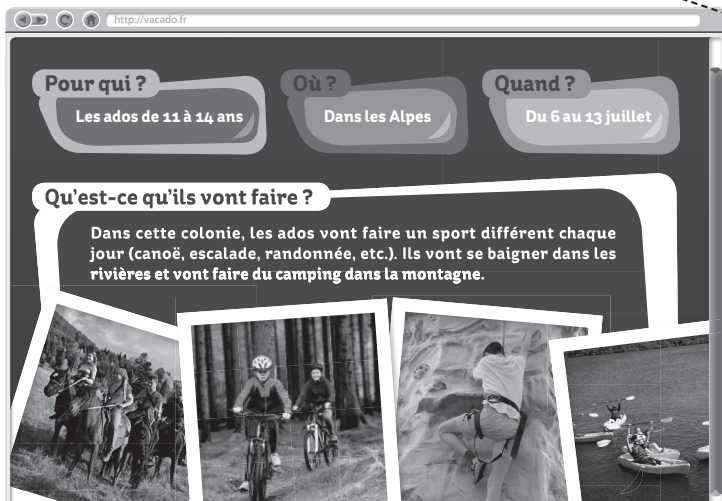 http://vacado.fr
Pour qui ?
Les ados de 11 à 14 ans
Où ?
Dans les Alpes
Quand ?
Du 6 au 13 juillet
Qu'est-ce qu'ils vont faire ?
Dans cette colonie, les ados vont faire un sport différent chaque
jour (canoë, escalade, randonnée, etc.). Ils vont se baigner dans les
rivières et vont faire du camping dans la montagne.